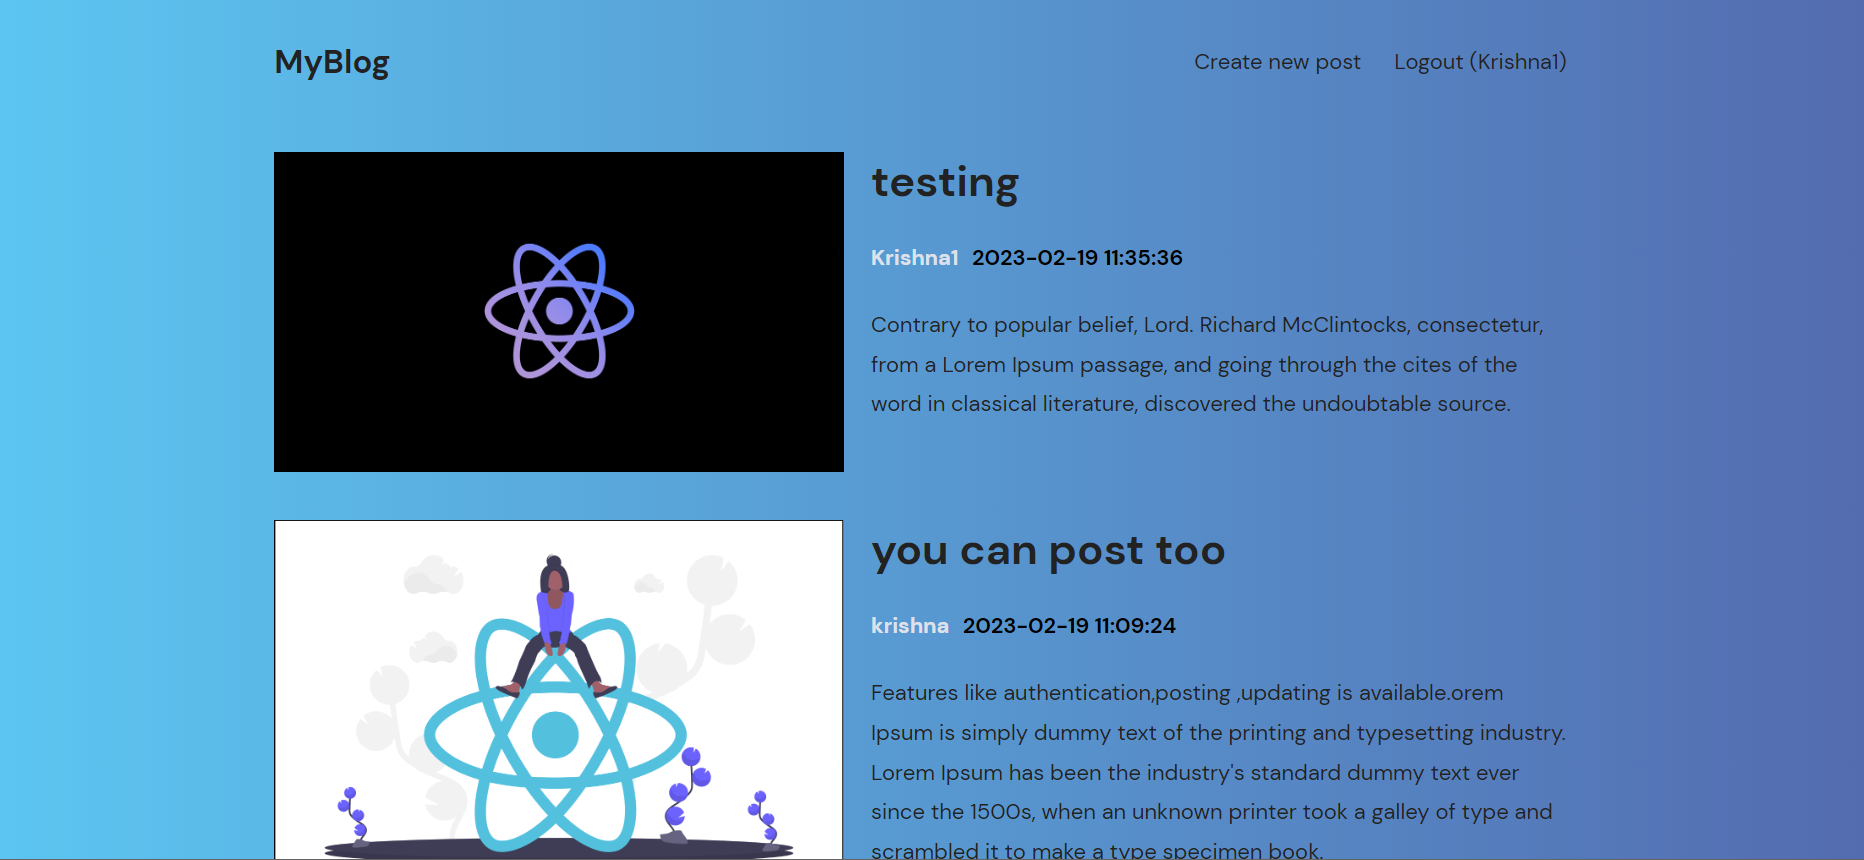 MyBlog
Create new post Logout (Krishna1)
testing
Krishna1 2023-02-19 11:35:36
Contrary to popular belief, Lord. Richard McClintocks, consectetur,
from a Lorem Ipsum passage, and going through the cites of the
word in classical literature, discovered the undoubtable source.
you can post too
krishna 2023-02-19 11:09:24
Features like authentication,posting ,updating is available.orem
Ipsum is simply dummy text of the printing and typesetting industry.
Lorem Ipsum has been the industry's standard dummy text ever
since the 1500s, when an unknown printer took a galley of type and
scrambled it to make a type specimen book.